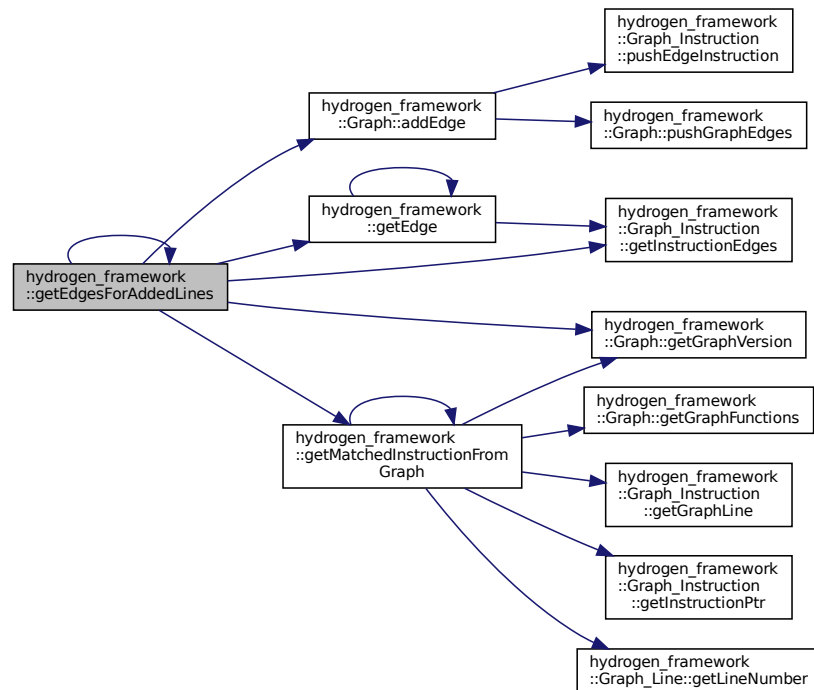 hydrogen_framework
::getEdgesForAddedLines
hydrogen_framework
::Graph::addEdge
hydrogen_framework
::Graph_Instruction
::pushEdgeInstruction
hydrogen_framework
::Graph::pushGraphEdges
hydrogen_framework
::getEdge
hydrogen_framework
::Graph_Instruction
::getInstructionEdges
hydrogen_framework
::Graph::getGraphVersion
hydrogen_framework
::getMatchedInstructionFrom
Graph
hydrogen_framework
::Graph::getGraphFunctions
hydrogen_framework
::Graph_Instruction
::getGraphLine
hydrogen_framework
::Graph_Instruction
::getInstructionPtr
hydrogen_framework
::Graph_Line::getLineNumber